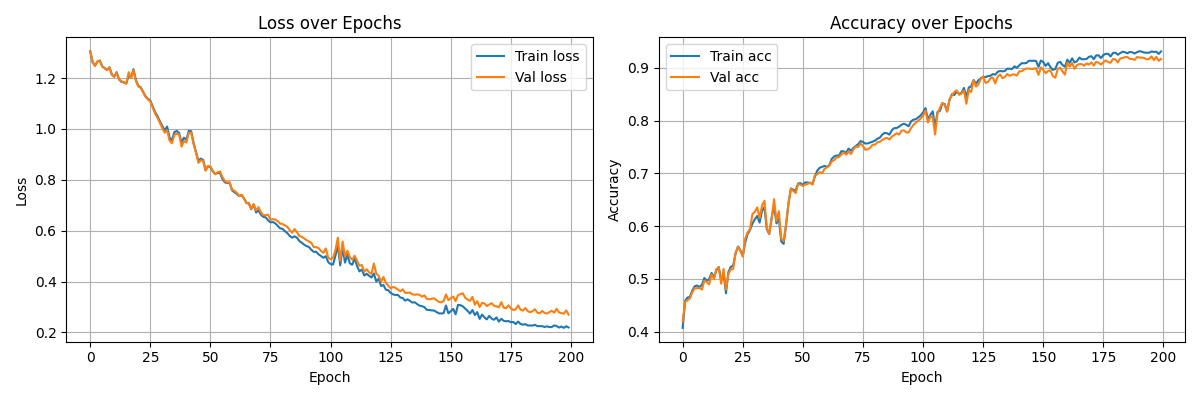 Loss over Epochs
Train loss
Val loss
Loss
1.2
1.0
0.8
0.6
0.4
0.2
0 25 50 75 100 125 150 175 200
Epoch
Accuracy over Epochs
Train acc
Val acc
Accuracy
0.9
0.8
0.7
0.6
0.5
0.4
0 25 50 75 100 125 150 175 200
Epoch